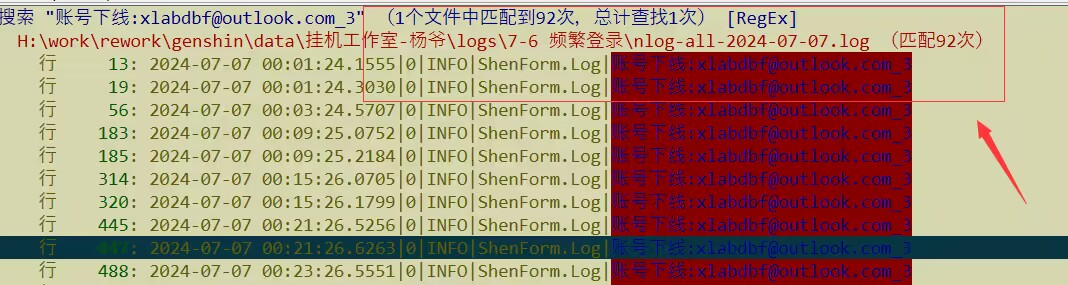 搜索 "账号下线:xlabdbf@outlook.com_3" （1个文件中匹配到92次，总计查找1次） [RegEx]
H:\work\rework\genshin\data\挂机工作室-杨爷\logs\7-6 频繁登录\nlog-all-2024-07-07.log （匹配92次）
行 13: 2024-07-07 00:01:24.1555|0|INFO|ShenForm.Log|账号下线:xlabdbf@outlook.com_3
行 19: 2024-07-07 00:01:24.3030|0|INFO|ShenForm.Log|账号下线:xlabdbf@outlook.com_3
行 56: 2024-07-07 00:03:24.5707|0|INFO|ShenForm.Log|账号下线:xlabdbf@outlook.com_3
行 183: 2024-07-07 00:09:25.0752|0|INFO|ShenForm.Log|账号下线:xlabdbf@outlook.com_3
行 185: 2024-07-07 00:09:25.2184|0|INFO|ShenForm.Log|账号下线:xlabdbf@outlook.com_3
行 314: 2024-07-07 00:15:26.0705|0|INFO|ShenForm.Log|账号下线:xlabdbf@outlook.com_3
行 320: 2024-07-07 00:15:26.1799|0|INFO|ShenForm.Log|账号下线:xlabdbf@outlook.com_3
行 445: 2024-07-07 00:21:26.5256|0|INFO|ShenForm.Log|账号下线:xlabdbf@outlook.com_3
行 447: 2024-07-07 00:21:26.6263|0|INFO|ShenForm.Log|账号下线:xlabdbf@outlook.com_3
行 488: 2024-07-07 00:23:26.5551|0|INFO|ShenForm.Log|账号下线:xlabdbf@outlook.com_3